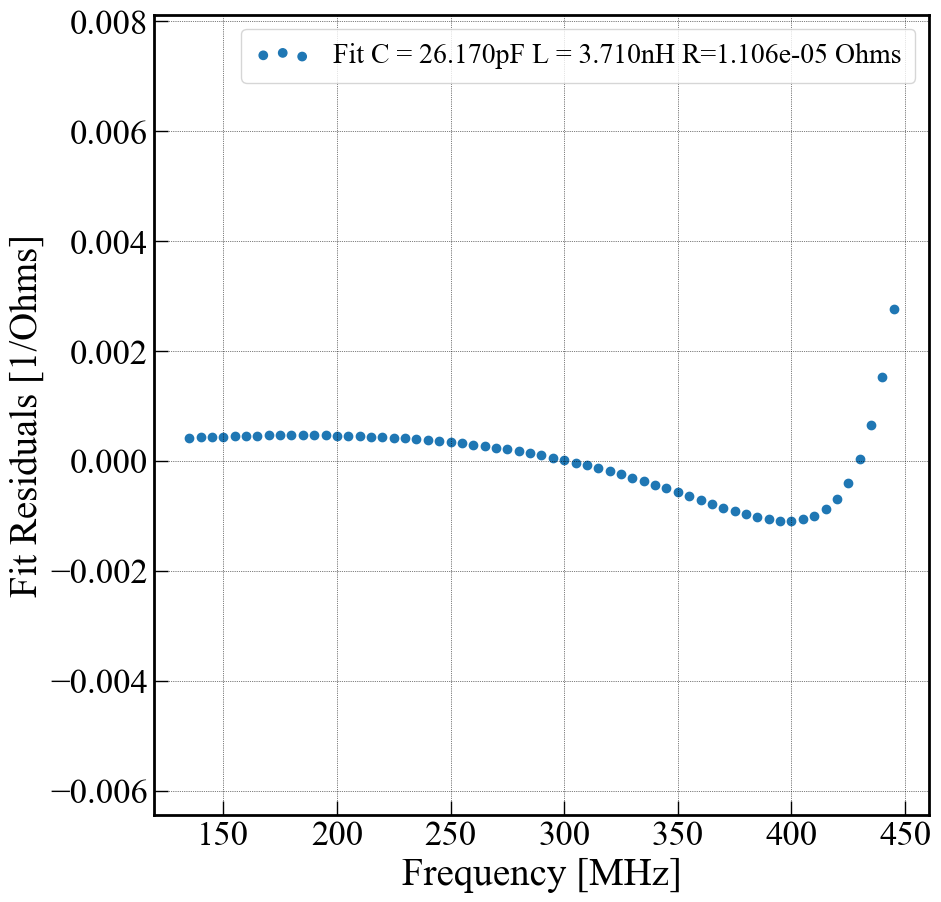 Fit C = 26.170pF L = 3.710nH R=1.106e-05 Ohms
0.008
0.006
0.004
0.002
0.000
−0.002
−0.004
−0.006
Fit Residuals [1/Ohms]
150 200 250 300 350 400 450
Frequency [MHz]